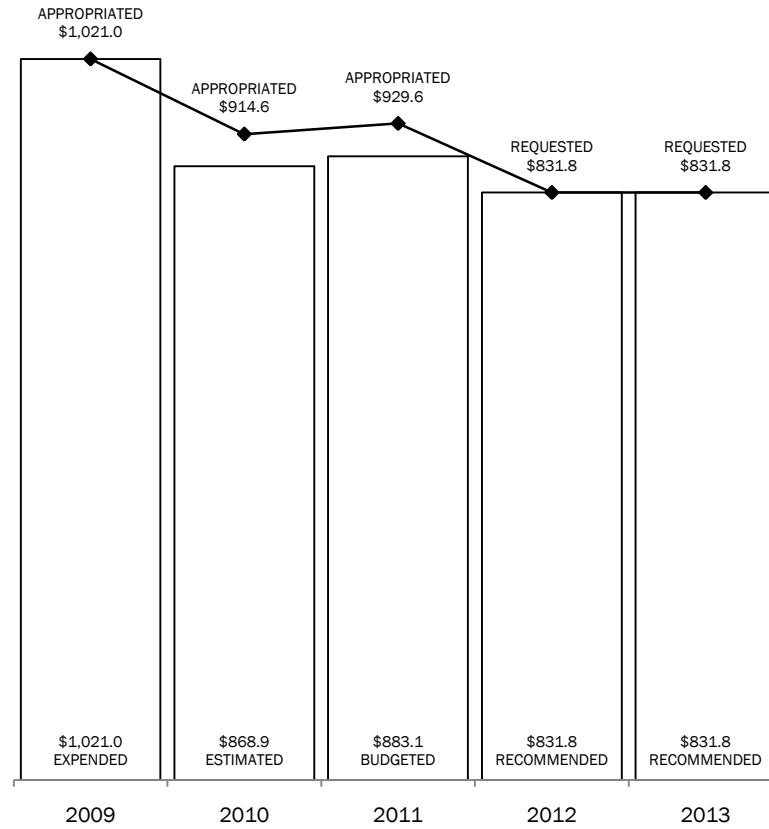 APPROPRIATED
$1,021.0
APPROPRIATED
$914.6
APPROPRIATED
$929.6
REQUESTED
$831.8
REQUESTED
$831.8
$1,021.0
EXPENDED
$868.9
ESTIMATED
$883.1
BUDGETED
$831.8
RECOMMENDED
$831.8
RECOMMENDED
2009
2010
2011
2012
2013